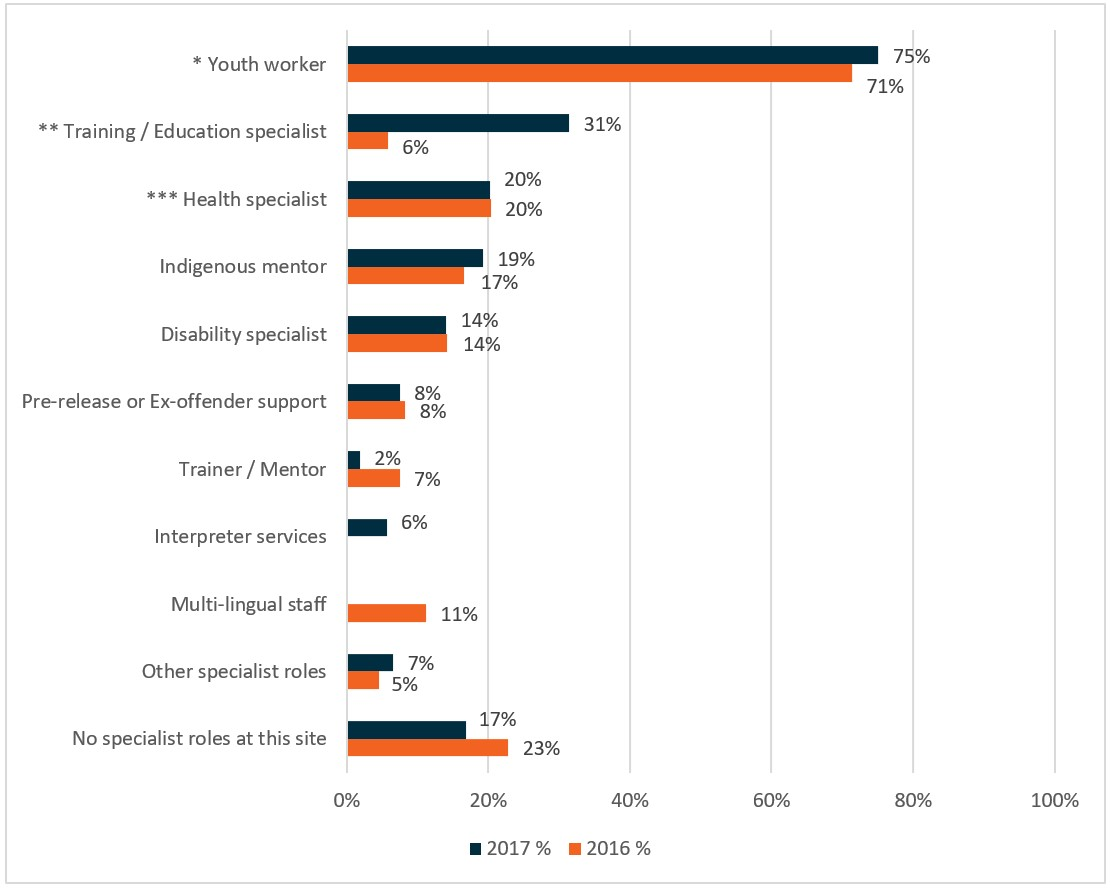 * Youth worker
75%
71%
** Training / Education specialist
31%
6%
*** Health specialist
20%
20%
Indigenous mentor
19%
17%
Disability specialist
14%
14%
Pre-release or Ex-offender support
8%
8%
Trainer / Mentor
2%
7%
Interpreter services
6%
Multi-lingual staff
11%
Other specialist roles
7%
5%
No specialist roles at this site
17%
23%
0% 20% 40% 60% 80% 100%
2017 % 2016 %